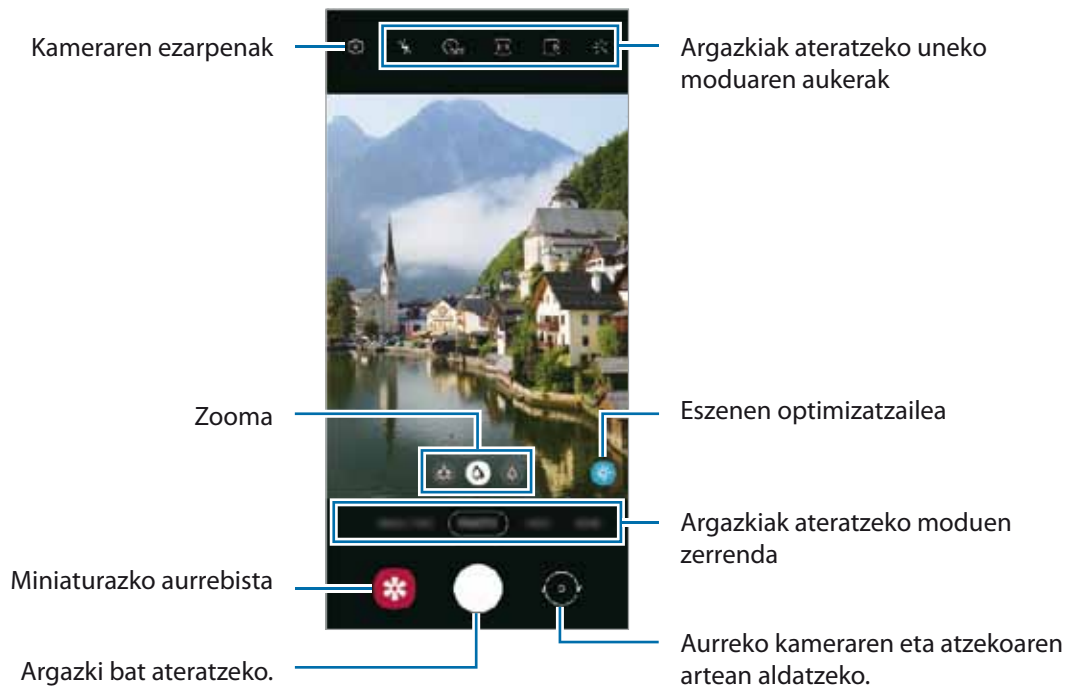 Kameraren ezarpenak
Argazkiak ateratzeko uneko
moduaren aukerak
Zooma
Eszenen optimizatzailea
Argazkiak ateratzeko moduen
zerrenda
Miniaturazko aurrebista
Argazki bat ateratzeko.
Aurreko kameraren eta atzekoaren
artean aldatzeko.